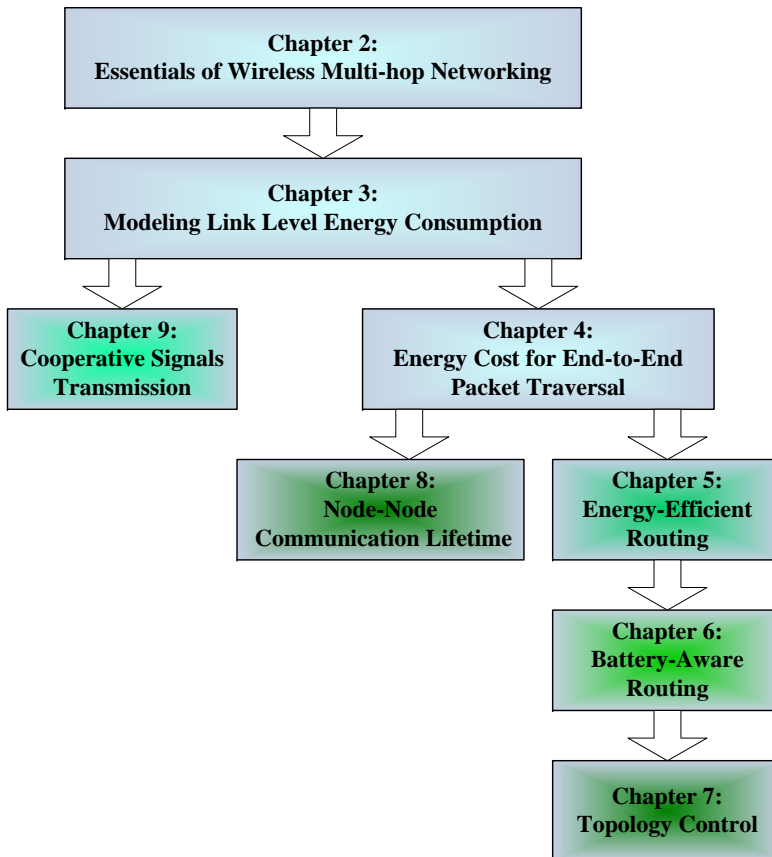 Chapter 2:
Essentials of Wireless Multi-hop Networking
Chapter 3:
Modeling Link Level Energy Consumption
Chapter 9:
Cooperative Signals
Transmission
Chapter 4:
Energy Cost for End-to-End
Packet Traversal
Chapter 8:
Node-Node
Communication Lifetime
Chapter 5:
Energy-Efficient
Routing
Chapter 6:
Battery-Aware
Routing
Chapter 7:
Topology Control